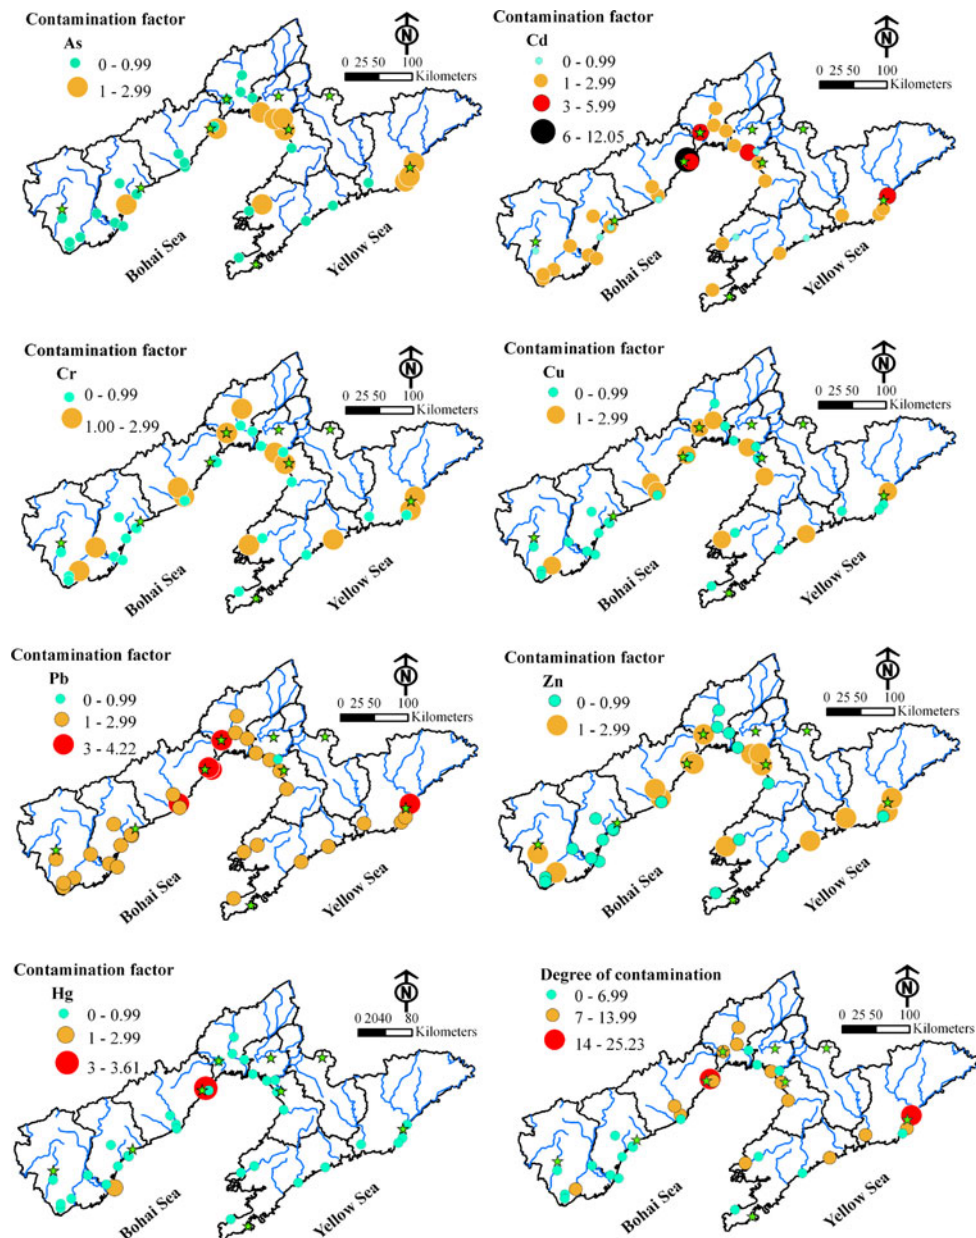 Contamination factor
As
0 - 0.99
1 - 2.99
N
0 25 50 100
Kilometers
Bohai Sea
Yellow Sea
Contamination factor
Cd
0 - 0.99
1 - 2.99
3 - 5.99
6 - 12.05
N
0 25 50 100
Kilometers
Bohai Sea
Yellow Sea
Contamination factor
Cr
0 - 0.99
1.00 - 2.99
N
0 25 50 100
Kilometers
Bohai Sea
Yellow Sea
Contamination factor
Cu
0 - 0.99
1 - 2.99
N
0 25 50 100
Kilometers
Bohai Sea
Yellow Sea
Contamination factor
Pb
0 - 0.99
1 - 2.99
3 - 4.22
N
0 25 50 100
Kilometers
Bohai Sea
Yellow Sea
Contamination factor
Zn
0 - 0.99
1 - 2.99
N
0 25 50 100
Kilometers
Bohai Sea
Yellow Sea
Contamination factor
Hg
0 - 0.99
1 - 2.99
3 - 3.61
N
0 2040 80
Kilometers
Bohai Sea
Yellow Sea
Degree of contamination
0 - 6.99
7 - 13.99
14 - 25.23
N
0 25 50 100
Kilometers
Bohai Sea
Yellow Sea